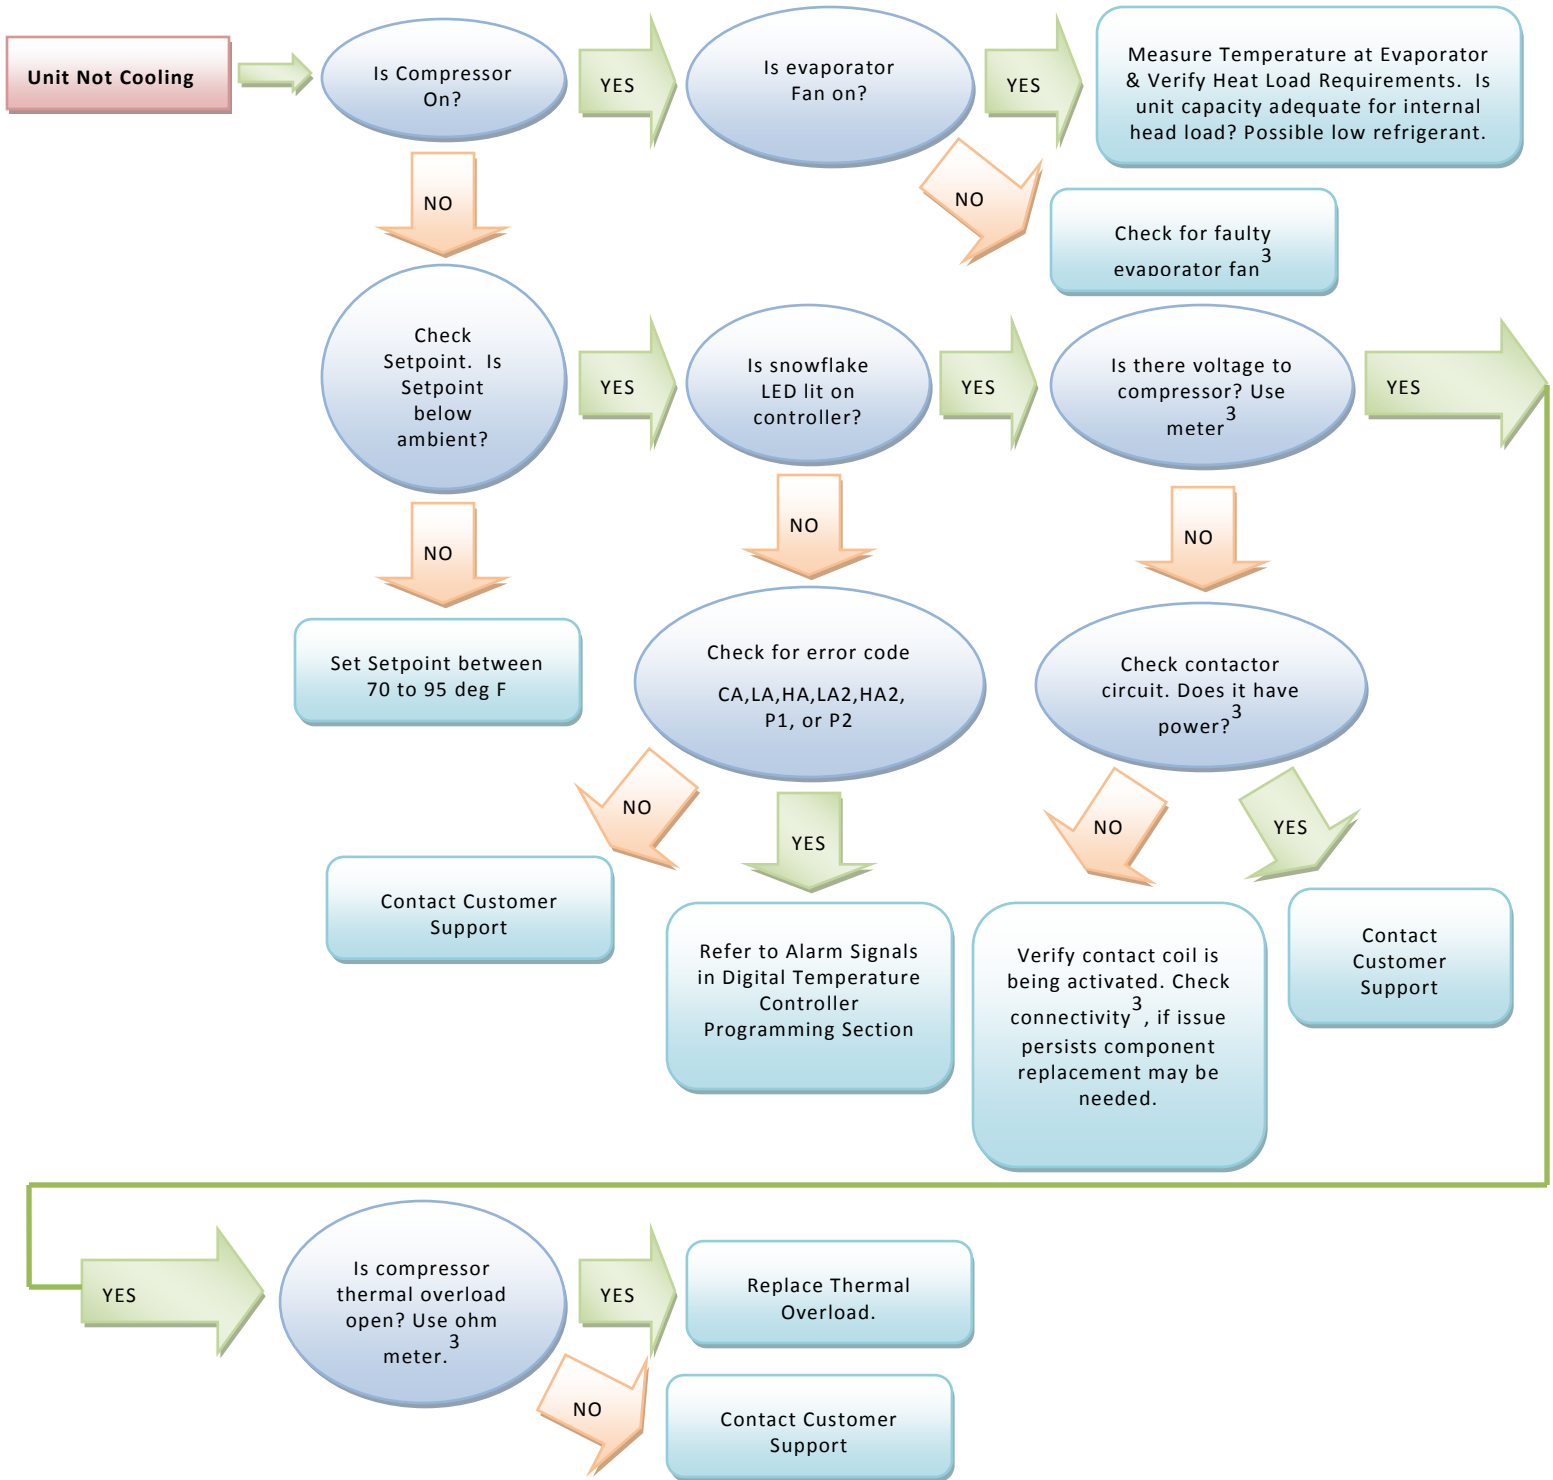 Unit Not Cooling
Is Compressor
On?
YES
Is evaporator
Fan on?
YES
Measure Temperature at Evaporator
& Verify Heat Load Requirements.  Is
unit capacity adequate for internal
head load? Possible low refrigerant.
NO
NO
Check for faulty
evaporator fan3
Check
Setpoint.  Is
Setpoint
below
ambient?
YES
Is snowflake
LED lit on
controller?
YES
Is there voltage to
compressor? Use
meter3
YES
NO
NO
NO
Set Setpoint between
70 to 95 deg F
Check for error code
CA,LA,HA,LA2,HA2,
P1, or P2
Check contactor
circuit. Does it have
power?3
NO
YES
NO
YES
Contact Customer
Support
Refer to Alarm Signals
in Digital Temperature
Controller
Programming Section
Verify contact coil is
being activated. Check
connectivity3, if issue
persists component
replacement may be
needed.
Contact
Customer
Support
YES
Is compressor
thermal overload
open? Use ohm
meter.3
YES
Replace Thermal
Overload.
NO
Contact Customer
Support